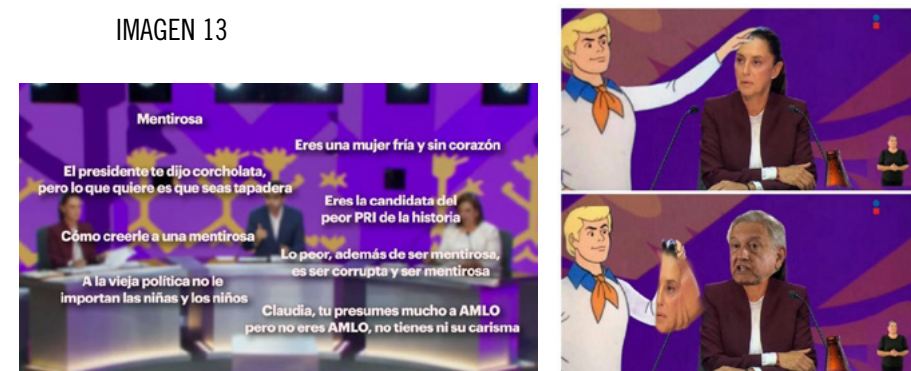 IMAGEN 13
Mentirosa
Eres una mujer fría y sin corazón
El presidente te dijo corcholata,
pero lo que quiere es que seas tapadera
Eres la candidata del
peor PRI de la historia
Cómo creerle a una mentirosa
Lo peor, además de ser mentirosa,
es ser corrupta y ser mentirosa
A la vieja política no le
importan las niñas y los niños
Claudia, tu presumes mucho a AMLO
pero no eres AMLO, no tienes ni su carisma